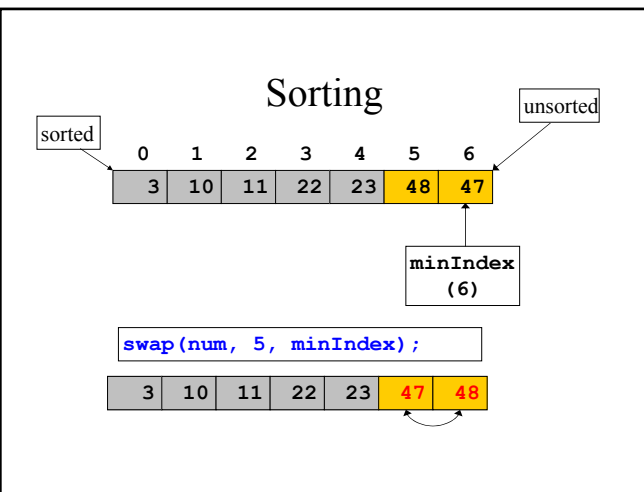 Sorting
sorted
unsorted
0 1 2 3 4 5 6
3 10 11 22 23 48 47
minIndex
(6)
swap(num, 5, minIndex);
3 10 11 22 23 47 48